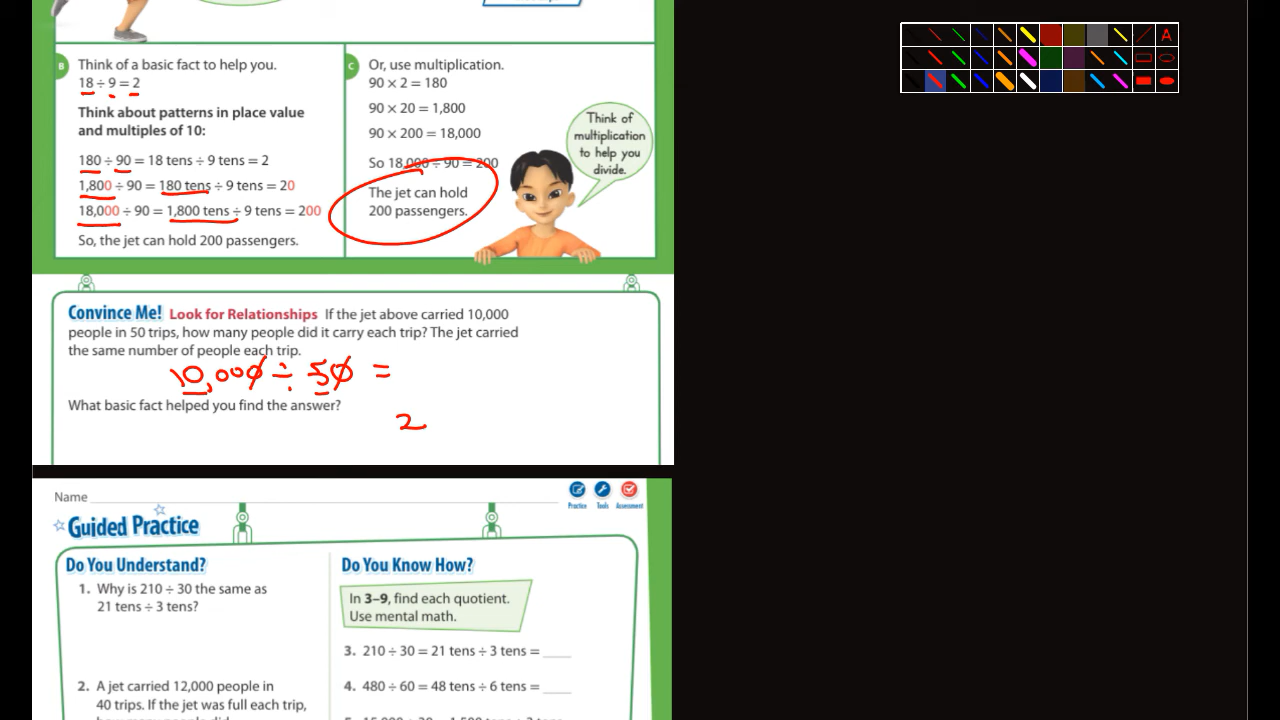 B Think of a basic fact to help you.
18 ÷ 9 = 2
Think about patterns in place value
and multiples of 10:
180 ÷ 90 = 18 tens ÷ 9 tens = 2
1,800 ÷ 90 = 180 tens ÷ 9 tens = 20
18,000 ÷ 90 = 1,800 tens ÷ 9 tens = 200
So, the jet can hold 200 passengers.
C Or, use multiplication.
90 × 2 = 180
90 × 20 = 1,800
90 × 200 = 18,000
So 18,000 ÷ 90 = 200
The jet can hold
200 passengers.
Think of
multiplication
to help you
divide.
A
Convince Me! Look for Relationships If the jet above carried 10,000
people in 50 trips, how many people did it carry each trip? The jet carried
the same number of people each trip.
10,000 ÷ 50 =
What basic fact helped you find the answer?
2
Name
Practice Tools Assessment
Guided Practice
Do You Understand?
1. Why is 210 ÷ 30 the same as
21 tens ÷ 3 tens?
2. A jet carried 12,000 people in
40 trips. If the jet was full each trip,
Do You Know How?
In 3–9, find each quotient.
Use mental math.
3. 210 ÷ 30 = 21 tens ÷ 3 tens =
4. 480 ÷ 60 = 48 tens ÷ 6 tens =